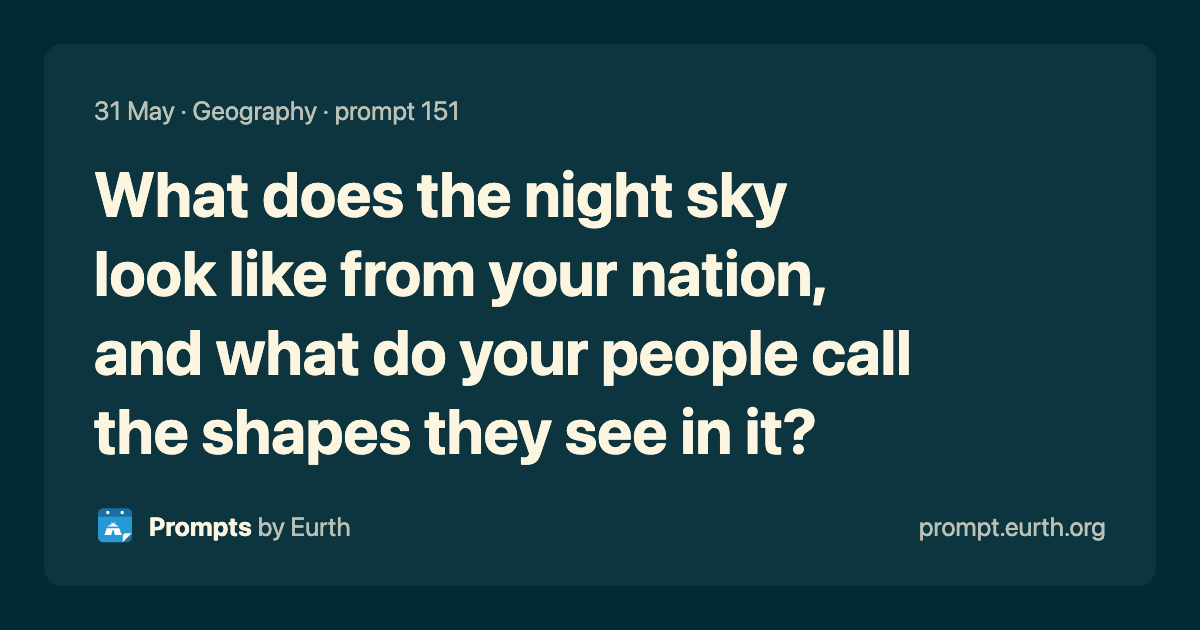 31 May · Geography · prompt 151
What does the night sky
look like from your nation,
and what do your people call
the shapes they see in it?
Prompts by Eurth
prompt.eurth.org